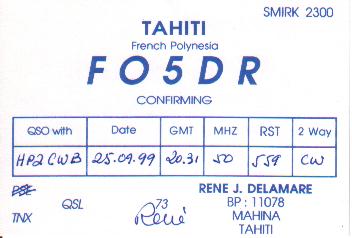 SMIRK 2300
TAHITI
French Polynesia
FO5DR
CONFIRMING
QSO with Date GMT MHZ RST 2 Way
HP2CWB 25.09.99 20.31 50 559 CW
PSE QSL 73 RENE J. DELAMARE
TNX René BP : 11078
MAHINA
TAHITI